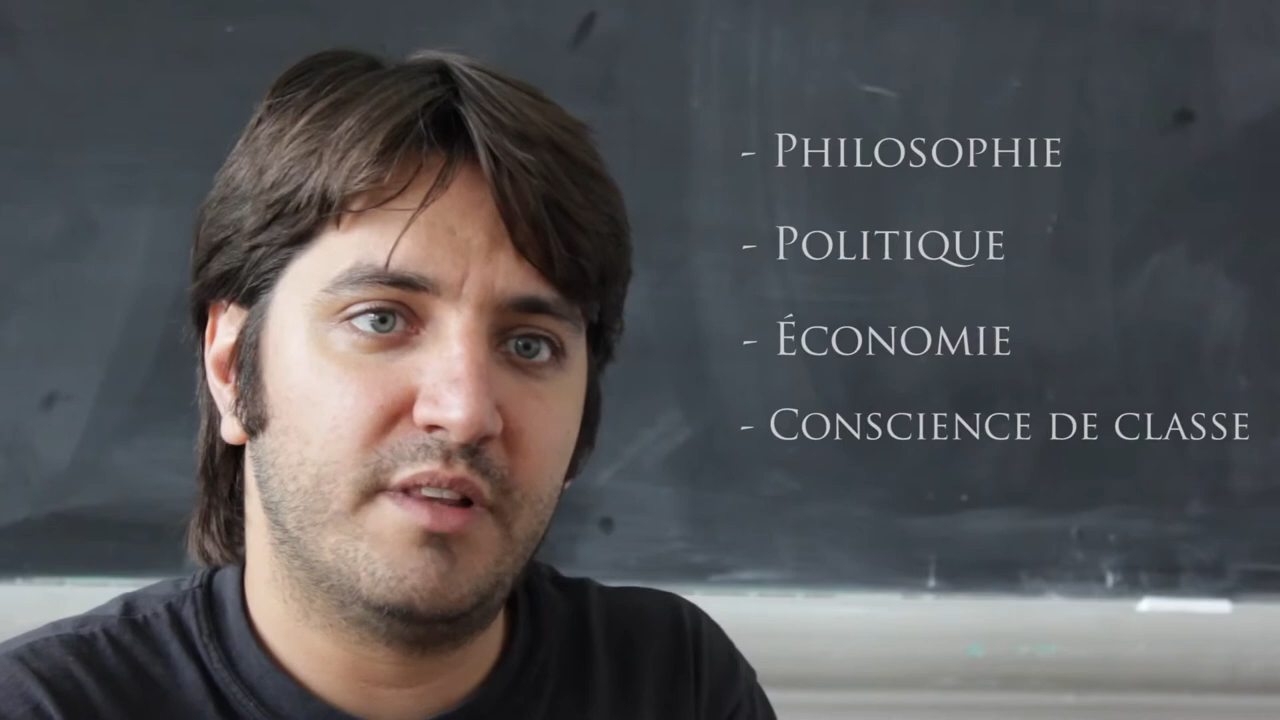 - Philosophie
- Politique
- Économie
- Conscience de classe